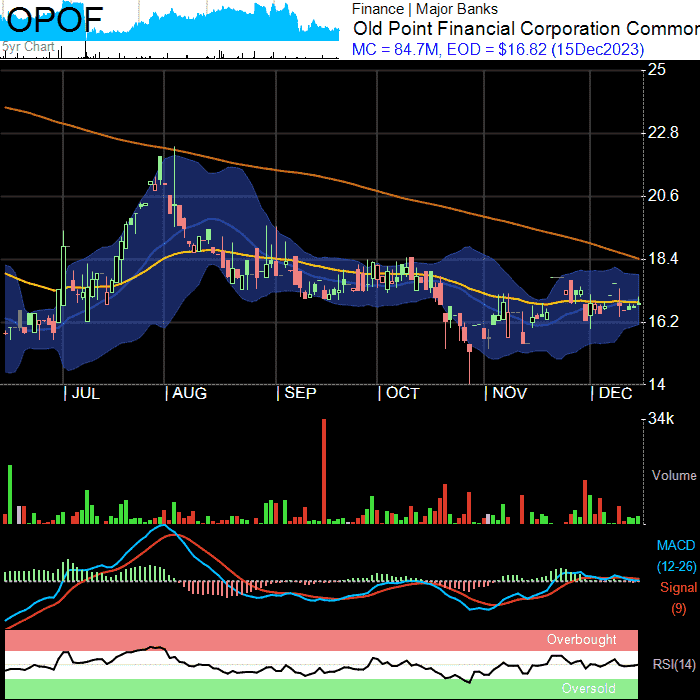 OPOF
5yr Chart
Finance | Major Banks
Old Point Financial Corporation Common
MC = 84.7M, EOD = $16.82 (15Dec2023)
25
22.8
20.6
18.4
16.2
14
JUL
AUG
SEP
OCT
NOV
DEC
34k
Volume
MACD
(12-26)
Signal
(9)
Overbought
RSI(14)
Oversold